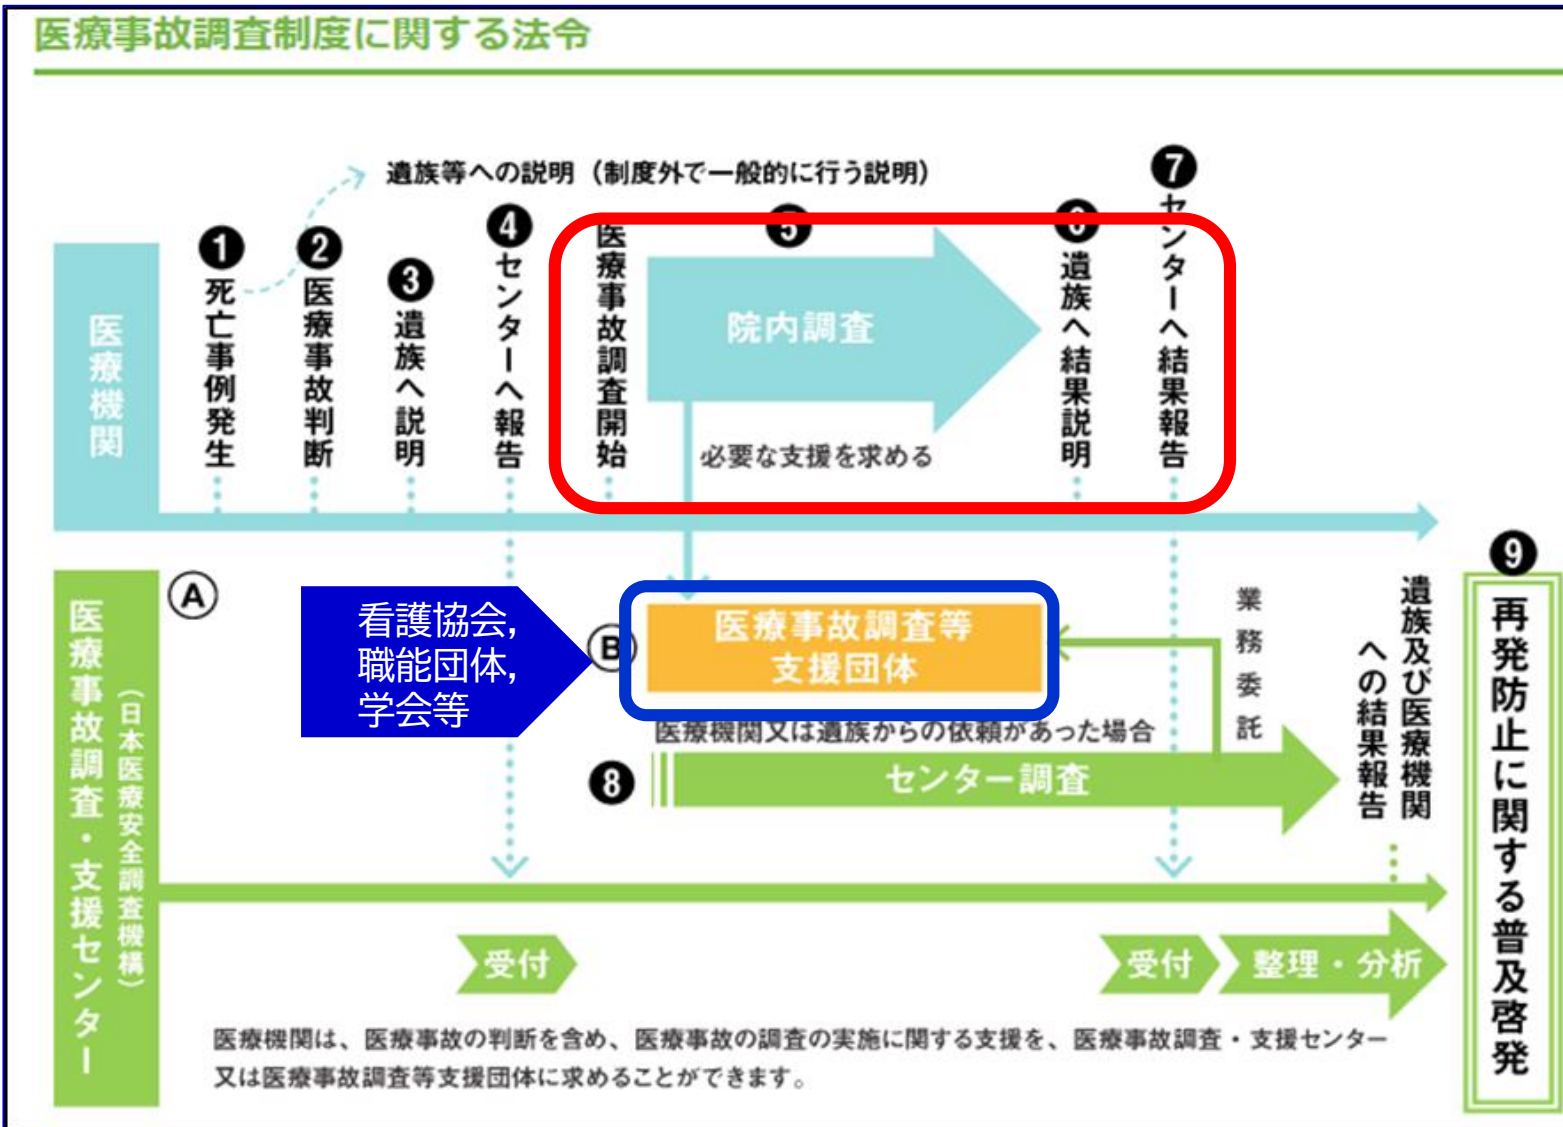 医療事故調査制度に関する法令
遺族等への説明（制度外で一般的に行う説明）
医療機関
❶死亡事例発生
❷医療事故判断
❸遺族へ説明
❹センターへ報告
医療事故調査開始
❺
院内調査
必要な支援を求める
❻遺族へ結果説明
❼センターへ結果報告
医療事故調査・支援センター
（日本医療安全調査機構）
Ⓐ
看護協会,
職能団体,
学会等
Ⓑ
医療事故調査等
支援団体
業務委託
医療機関又は遺族からの依頼があった場合
❽
センター調査
遺族及び医療機関
への結果報告
❾
再発防止に関する普及啓発
受付
受付
整理・分析
医療機関は、医療事故の判断を含め、医療事故の調査の実施に関する支援を、医療事故調査・支援センター
又は医療事故調査等支援団体に求めることができます。